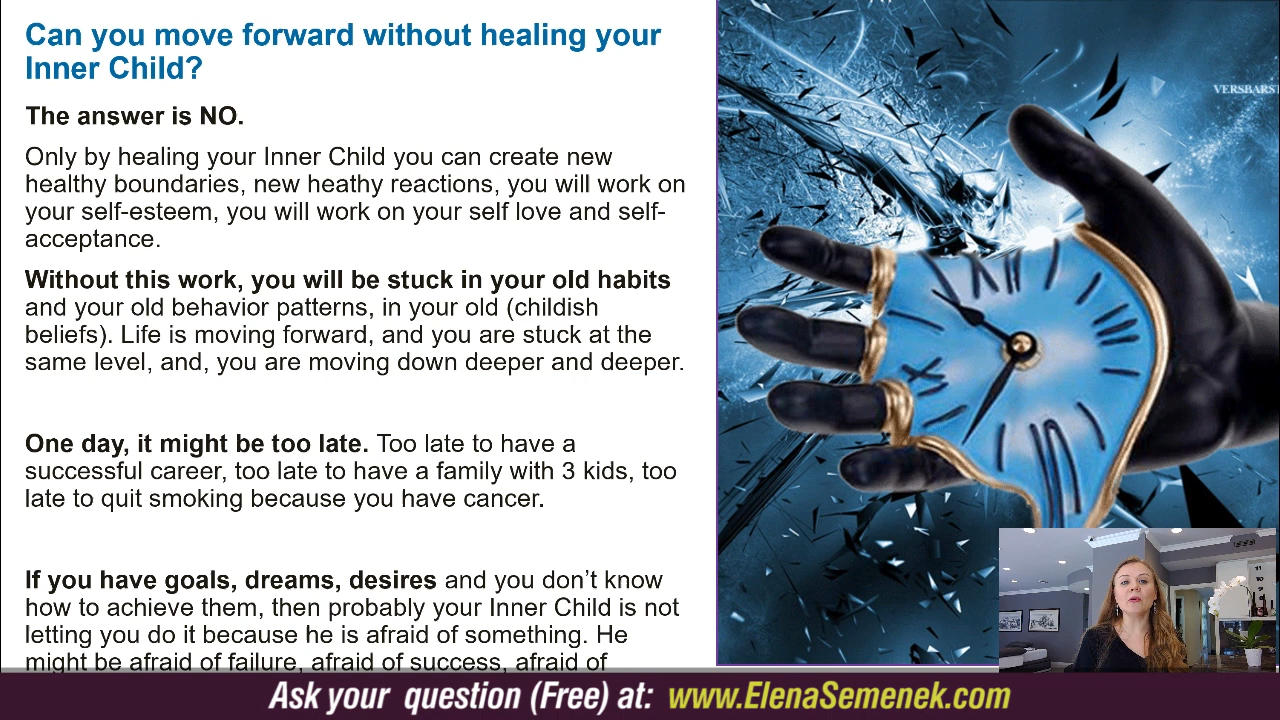 Can you move forward without healing your
Inner Child?
The answer is NO.
Only by healing your Inner Child you can create new
healthy boundaries, new heathy reactions, you will work on
your self-esteem, you will work on your self love and self-
acceptance.
Without this work, you will be stuck in your old habits
and your old behavior patterns, in your old (childish
beliefs). Life is moving forward, and you are stuck at the
same level, and, you are moving down deeper and deeper.
One day, it might be too late. Too late to have a
successful career, too late to have a family with 3 kids, too
late to quit smoking because you have cancer.
If you have goals, dreams, desires and you don’t know
how to achieve them, then probably your Inner Child is not
letting you do it because he is afraid of something. He
might be afraid of failure, afraid of success, afraid of
VERSBARST
Ask your question (Free) at: www.ElenaSemenek.com